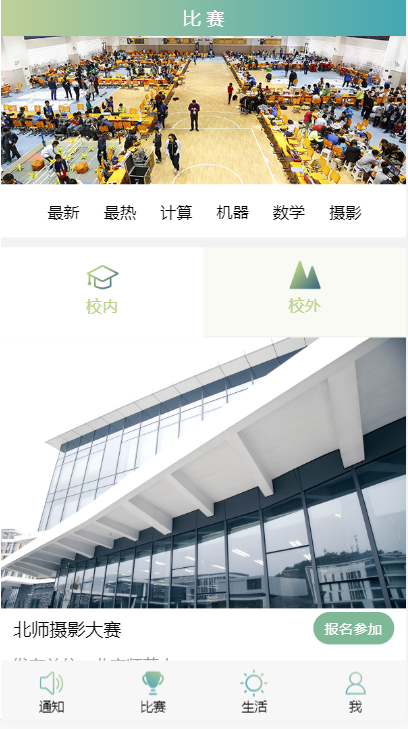 比赛
最新 最热 计算 机器 数学 摄影
校内 校外
北师摄影大赛 报名参加
通知 比赛 生活 我